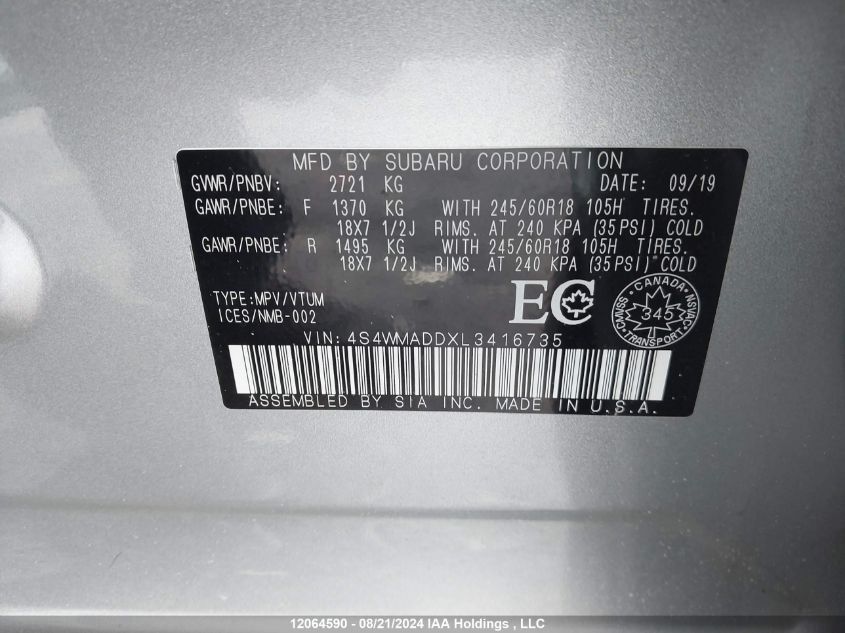 MFD BY SUBARU CORPORATION
GVWR/PNBV: 2721 KG DATE: 09/19
GAWR/PNBE: F 1370 KG WITH 245/60R18 105H TIRES.
18X7 1/2J RIMS. AT 240 KPA (35PSI) COLD
GAWR/PNBE: R 1495 KG WITH 245/60R18 105H TIRES.
18X7 1/2J RIMS. AT 240 KPA (35PSI) COLD
TYPE:MPV/VTUM
ICES/NMB-002
EC
CANADA
345
CMVSS NSVAC
VIN:4S4WMADDXL3416735
ASSEMBLED BY SIA INC. MADE IN U.S.A.
12064590 - 08/21/2024 IAA Holdings , LLC